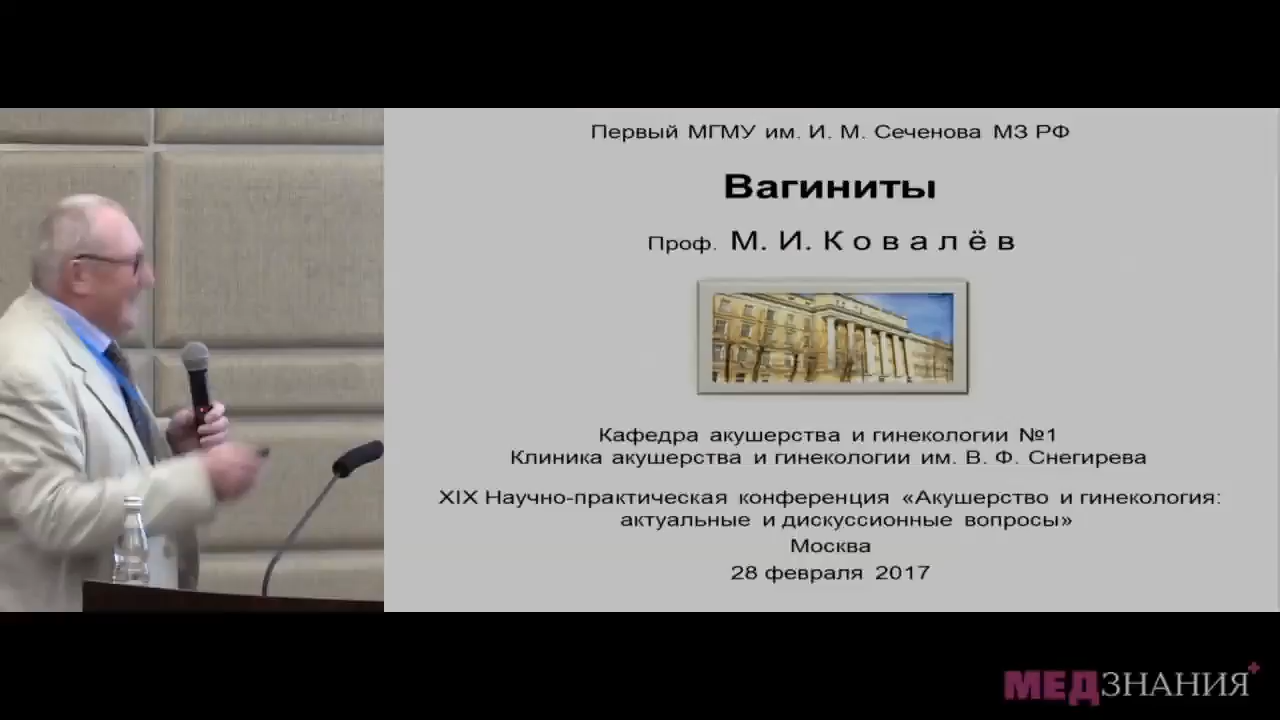 Первый МГМУ им. И. М. Сеченова МЗ РФ
Вагиниты
Проф. М. И. К о в а л ё в
Кафедра акушерства и гинекологии №1
Клиника акушерства и гинекологии им. В. Ф. Снегирева
XIX Научно-практическая конференция «Акушерство и гинекология:
актуальные и дискуссионные вопросы»
Москва
28 февраля 2017
МЕДЗНАНИЯ+